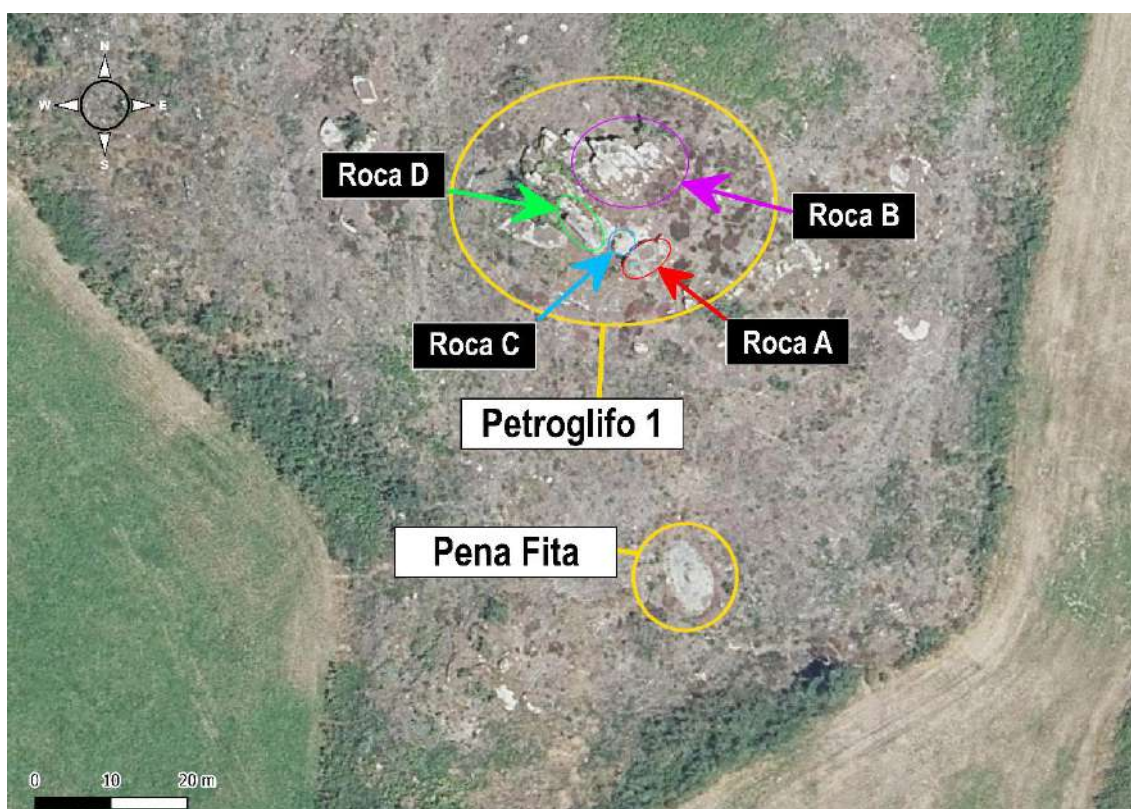 N
W E
S
Roca D
Roca B
Roca C
Roca A
Petroglifo 1
Pena Fita
0 10 20 m